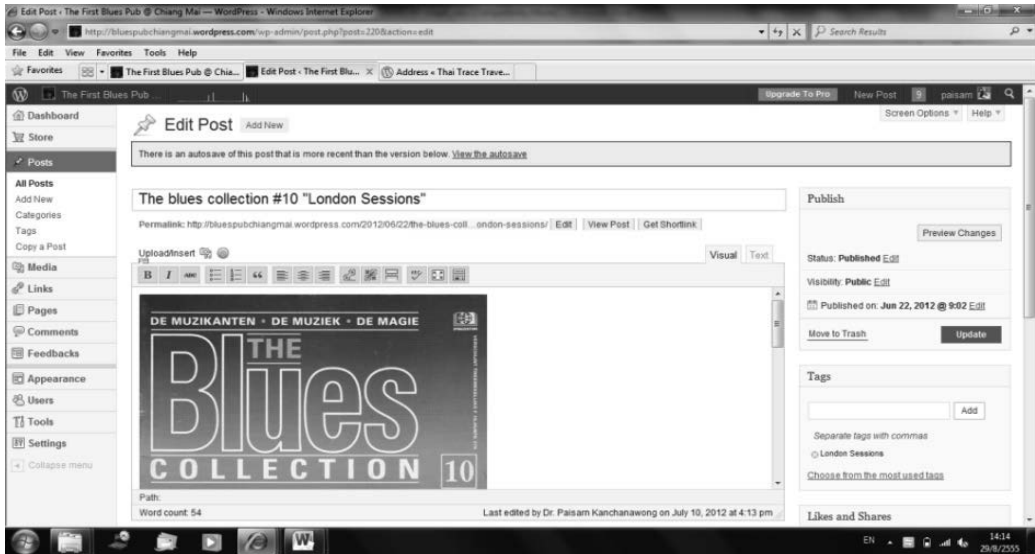 Edit Post ‹ The First Blues Pub @ Chiang Mai — WordPress - Windows Internet Explorer
http://bluespubchiangmai.wordpress.com/wp-admin/post.php?post=220&action=edit
Search Results
File Edit View Favorites Tools Help
Favorites The First Blues Pub @ Chia... Edit Post ‹ The First Blu... Address « Thai Trace Trave...
The First Blues Pub ... Upgrade To Pro New Post 9 paisarn
Screen Options Help
Dashboard
Store
Posts
All Posts
Add New
Categories
Tags
Copy a Post
Media
Links
Pages
Comments
Feedbacks
Appearance
Users
Tools
Settings
Collapse menu
Edit Post Add New
There is an autosave of this post that is more recent than the version below. View the autosave
The blues collection #10 "London Sessions"
Permalink: http://bluespubchiangmai.wordpress.com/2012/06/22/the-blues-coll...ondon-sessions/ Edit View Post Get Shortlink
Upload/Insert
Visual Text
B I ABC
DE MUZIKANTEN • DE MUZIEK • DE MAGIE
THE
Blues
COLLECTION 10
Path:
Word count: 54
Last edited by Dr. Paisarn Kanchanawong on July 10, 2012 at 4:13 pm
Publish
Preview Changes
Status: Published Edit
Visibility: Public Edit
Published on: Jun 22, 2012 @ 9:02 Edit
Move to Trash Update
Tags
Add
Separate tags with commas
London Sessions
Choose from the most used tags
Likes and Shares
EN
14:14
29/8/2555